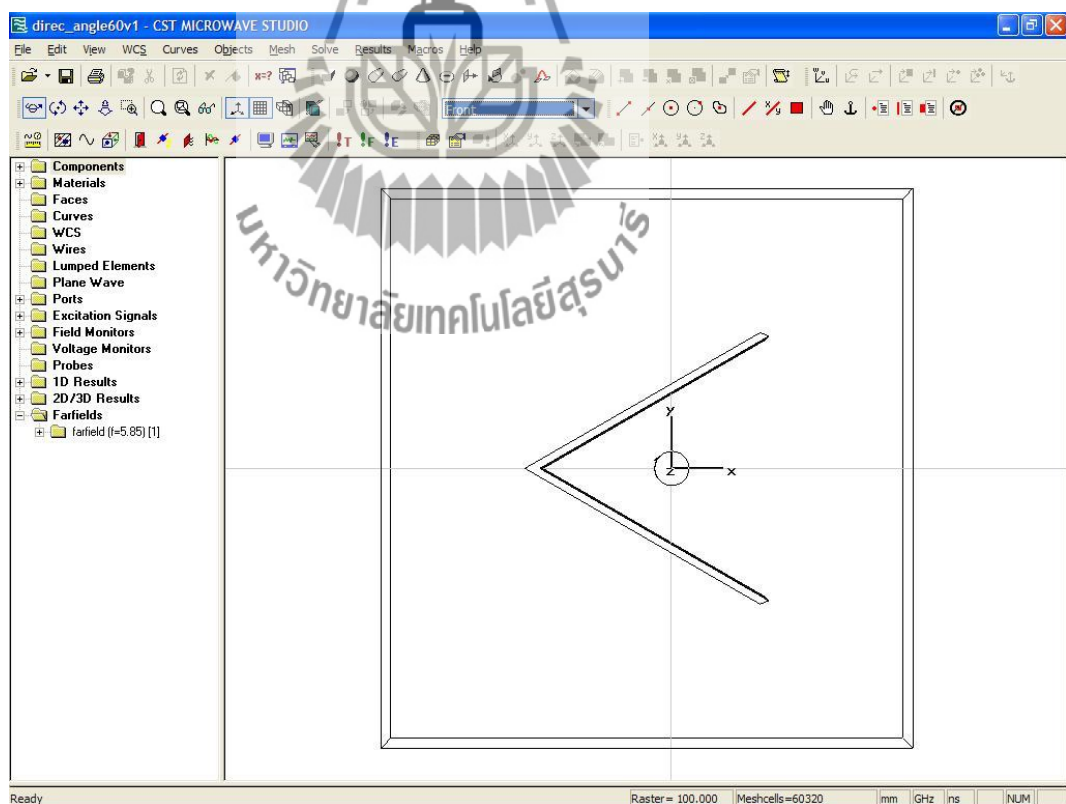 direc_angle60v1 - CST MICROWAVE STUDIO
File Edit View WCS Curves Objects Mesh Solve Results Macros Help
x=?
Front
T F E
Components
Materials
Faces
Curves
WCS
Wires
Lumped Elements
Plane Wave
Ports
Excitation Signals
Field Monitors
Voltage Monitors
Probes
1D Results
2D/3D Results
Farfields
farfield (f=5.85) [1]
มหาวิทยาลัยเทคโนโลยีสุรนารี
y
z x
Ready Raster= 100.000 Meshcells=60320 mm GHz ns NUM